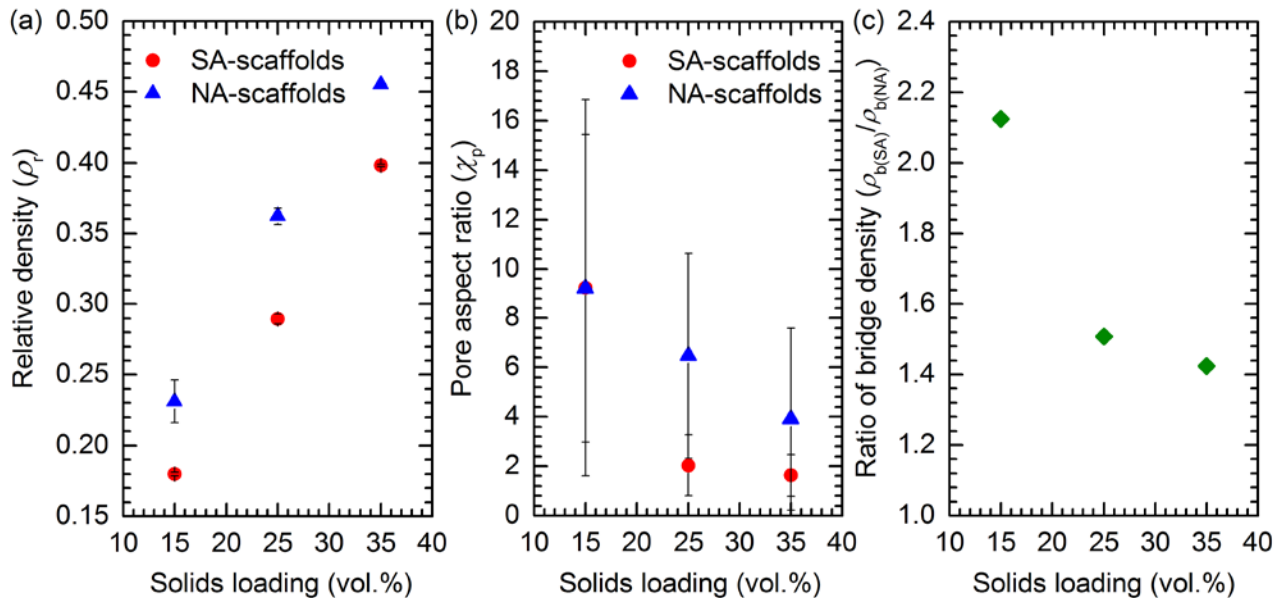 (a)
0.50
0.45
0.40
0.35
0.30
0.25
0.20
0.15
10 15 20 25 30 35 40
Relative density (ρr)
Solids loading (vol.%)
SA-scaffolds
NA-scaffolds
(b)
20
18
16
14
12
10
8
6
4
2
0
10 15 20 25 30 35 40
Pore aspect ratio (χp)
Solids loading (vol.%)
SA-scaffolds
NA-scaffolds
(c)
2.4
2.2
2.0
1.8
1.6
1.4
1.2
1.0
10 15 20 25 30 35 40
Ratio of bridge density (ρb(SA)/ρb(NA))
Solids loading (vol.%)